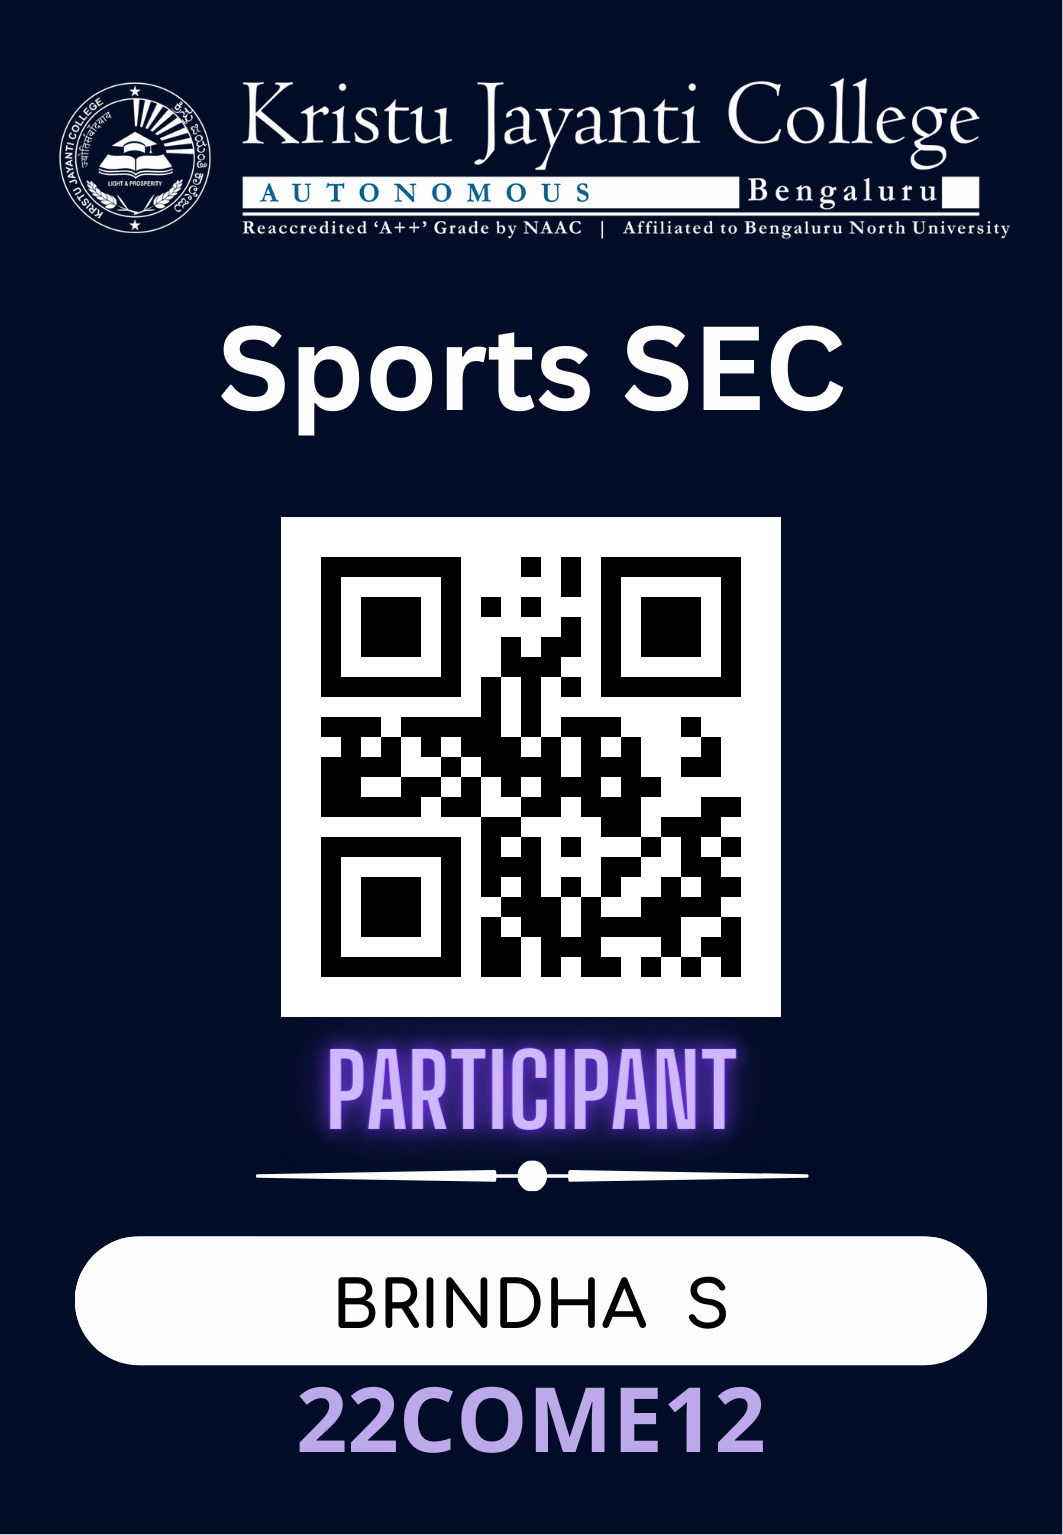 Kristu Jayanti College
AUTONOMOUS Bengaluru
Reaccredited ‘A++’ Grade by NAAC | Affiliated to Bengaluru North University
KRISTU JAYANTI COLLEGE
LIGHT & PROSPERITY
Sports SEC
PARTICIPANT
BRINDHA S
22COME12